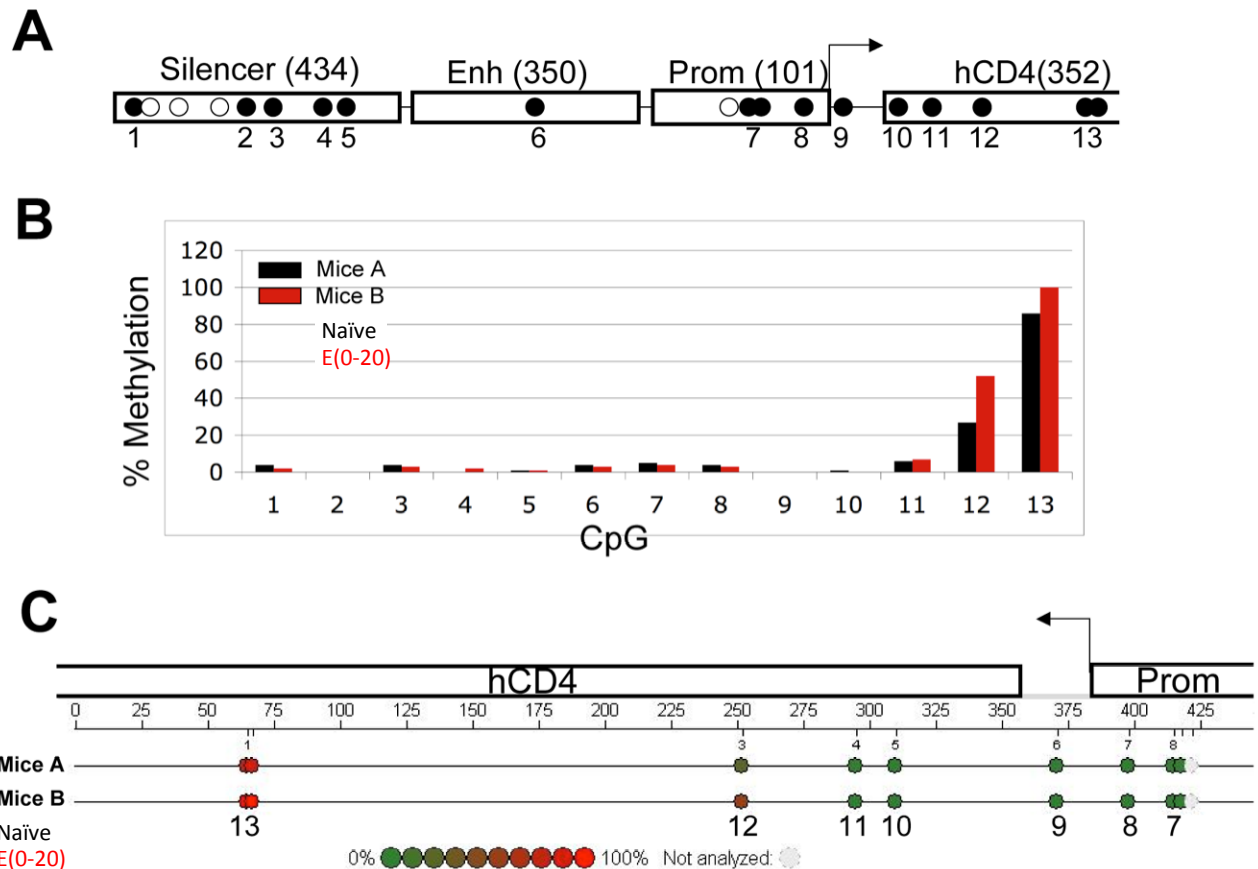 A
Silencer (434) Enh (350) Prom (101) hCD4(352)
1 2 3 4 5 6 7 8 9 10 11 12 13
B
% Methylation
120
100
80
60
40
20
0
Mice A
Mice B
Naïve
E(0-20)
1 2 3 4 5 6 7 8 9 10 11 12 13
CpG
C
hCD4 Prom
0 25 50 75 100 125 150 175 200 225 250 275 300 325 350 375 400 425
1 3 4 5 6 7 8
Mice A
Mice B
13 12 11 10 9 8 7
Naïve
E(0-20)
0% 100% Not analyzed: